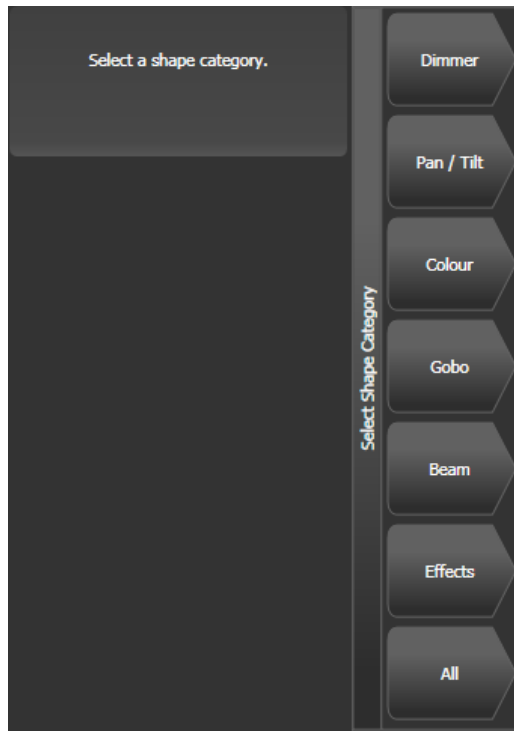 Select a shape category.
Select Shape Category
Dimmer
Pan / Tilt
Colour
Gobo
Beam
Effects
All